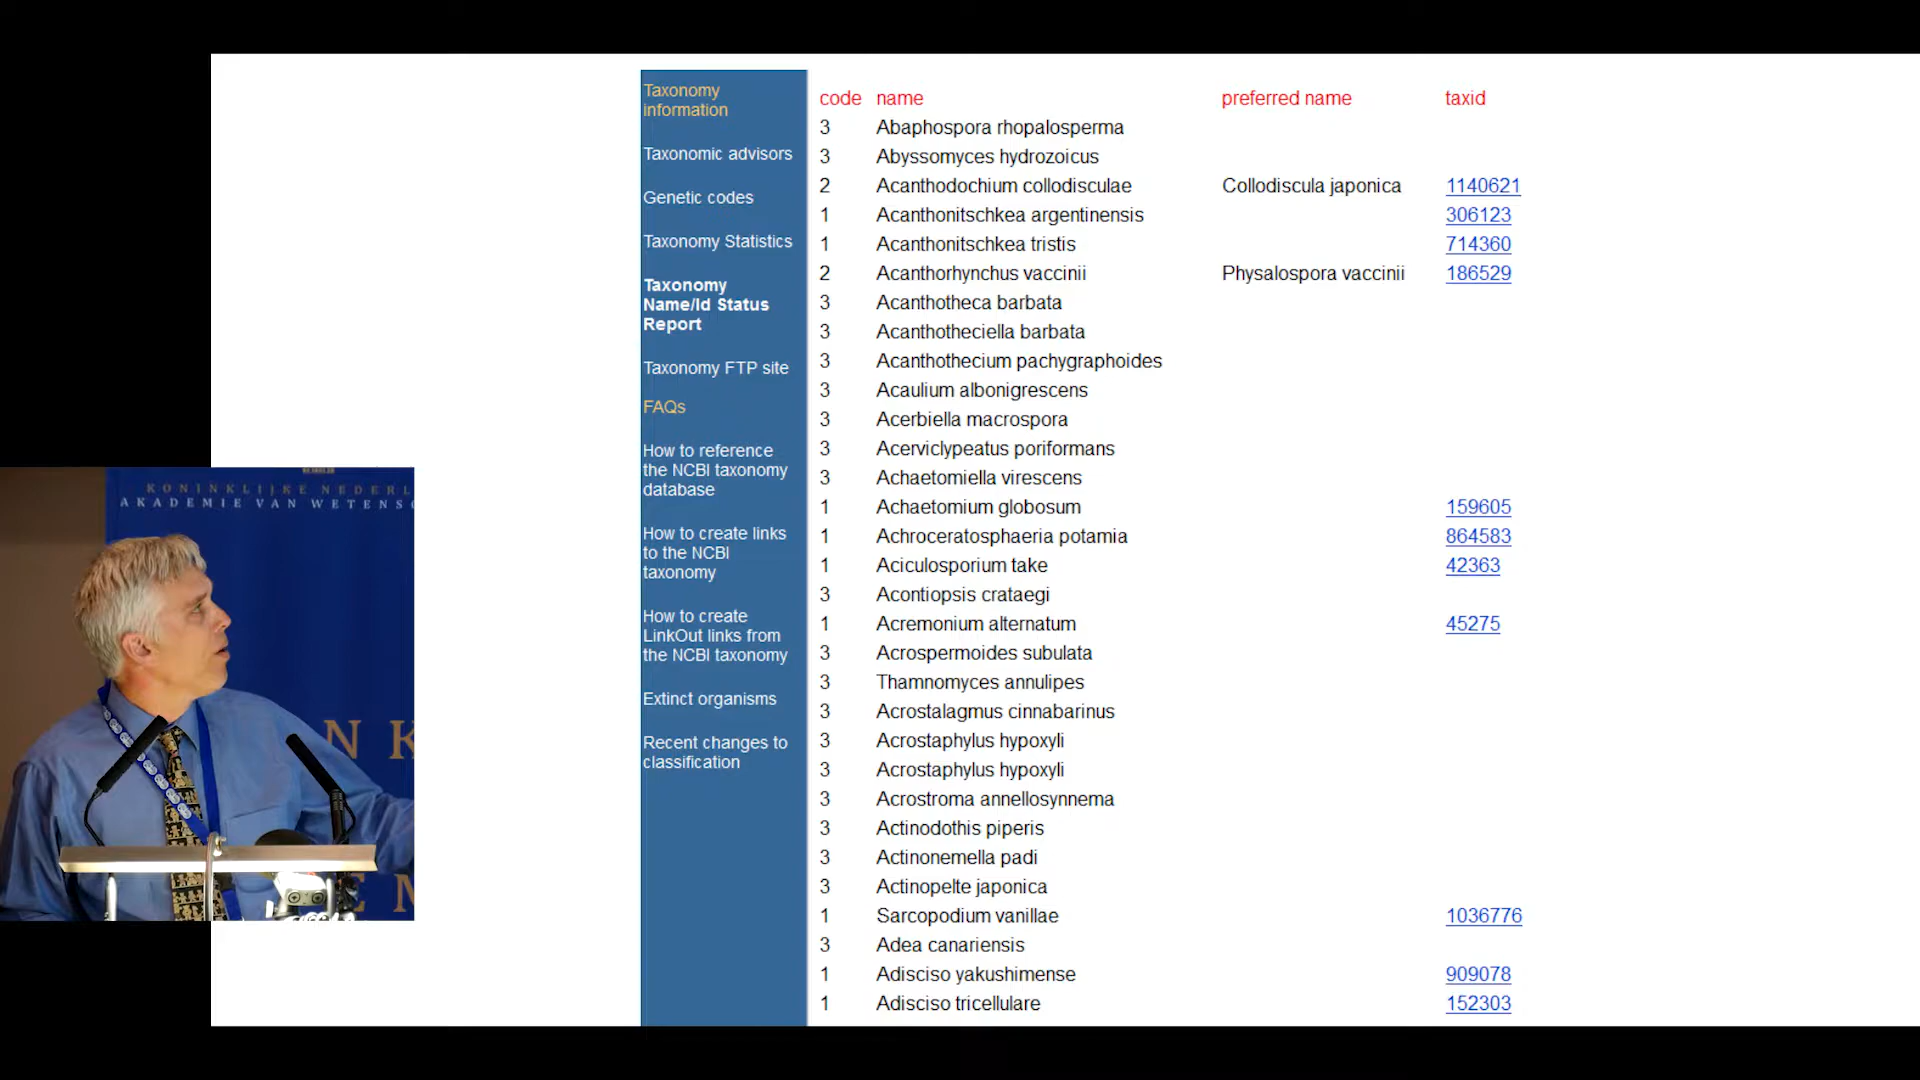 Taxonomy
information
Taxonomic advisors
Genetic codes
Taxonomy Statistics
Taxonomy
Name/Id Status
Report
Taxonomy FTP site
FAQs
How to reference
the NCBI taxonomy
database
How to create links
to the NCBI
taxonomy
How to create
LinkOut links from
the NCBI taxonomy
Extinct organisms
Recent changes to
classification
code name preferred name taxid
3 Abaphospora rhopalosperma
3 Abyssomyces hydrozoicus
2 Acanthodochium collodisculae Collodiscula japonica 1140621
1 Acanthonitschkea argentinensis 306123
1 Acanthonitschkea tristis 714360
2 Acanthorhynchus vaccinii Physalospora vaccinii 186529
3 Acanthotheca barbata
3 Acanthotheciella barbata
3 Acanthothecium pachygraphoides
3 Acaulium albonigrescens
3 Acerbiella macrospora
3 Acerviclypeatus poriformans
3 Achaetomiella virescens
1 Achaetomium globosum 159605
1 Achroceratosphaeria potamia 864583
1 Aciculosporium take 42363
3 Acontiopsis crataegi
1 Acremonium alternatum 45275
3 Acrospermoides subulata
3 Thamnomyces annulipes
3 Acrostalagmus cinnabarinus
3 Acrostaphylus hypoxyli
3 Acrostaphylus hypoxyli
3 Acrostroma annellosynnema
3 Actinodothis piperis
3 Actinonemella padi
3 Actinopelte japonica
1 Sarcopodium vanillae 1036776
3 Adea canariensis
1 Adisciso yakushimense 909078
1 Adisciso tricellulare 152303
KONINKLIJKE NEDERL
AKADEMIE VAN WETENSC
N K
E M